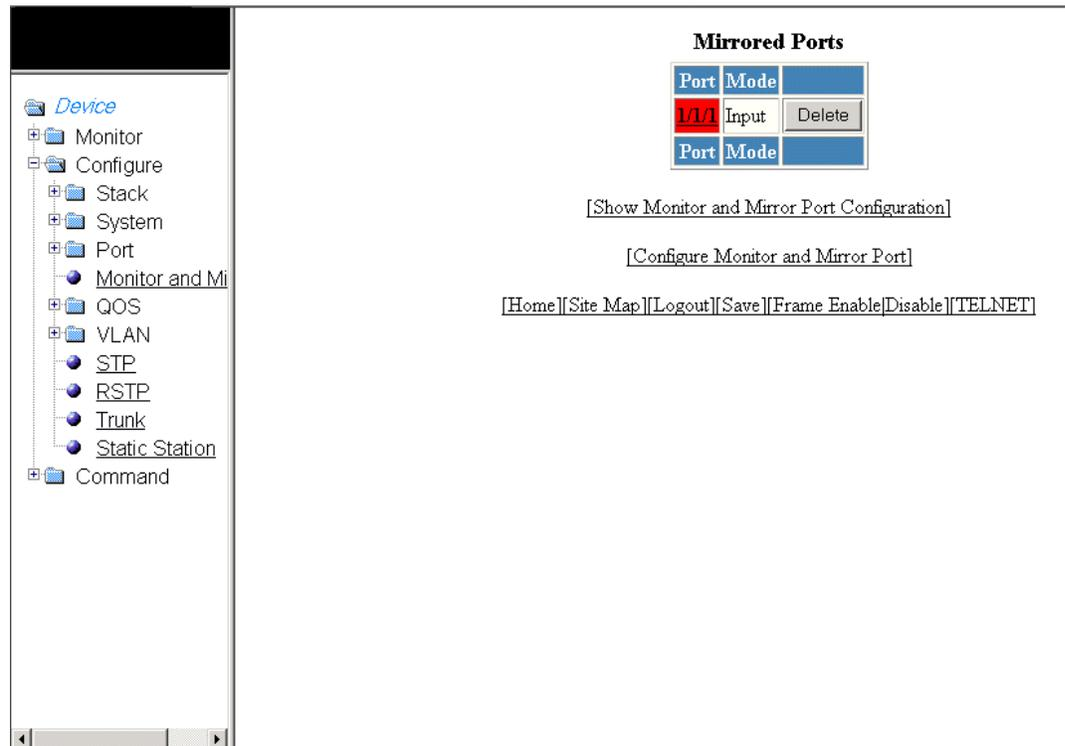 Device
Monitor
Configure
Stack
System
Port
Monitor and Mi
QOS
VLAN
STP
RSTP
Trunk
Static Station
Command
Mirrored Ports
Port Mode
1/1/1 Input Delete
Port Mode
[Show Monitor and Mirror Port Configuration]
[Configure Monitor and Mirror Port]
[Home][Site Map][Logout][Save][Frame Enable|Disable][TELNET]